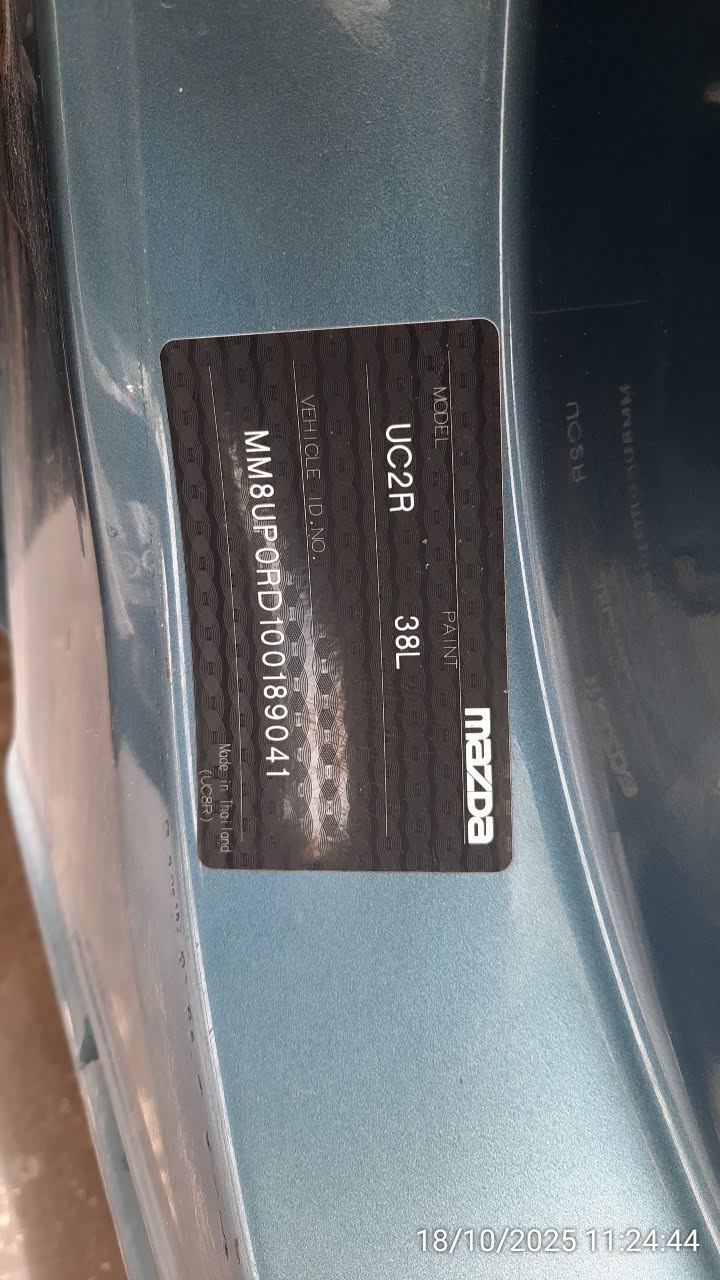 mazda
MODEL PAINT
UC2R 38L
VEHICLE ID.NO.
MM8UP0RD100189041
Made in Thailand
(UC8R)
18/10/2025 11:24:44